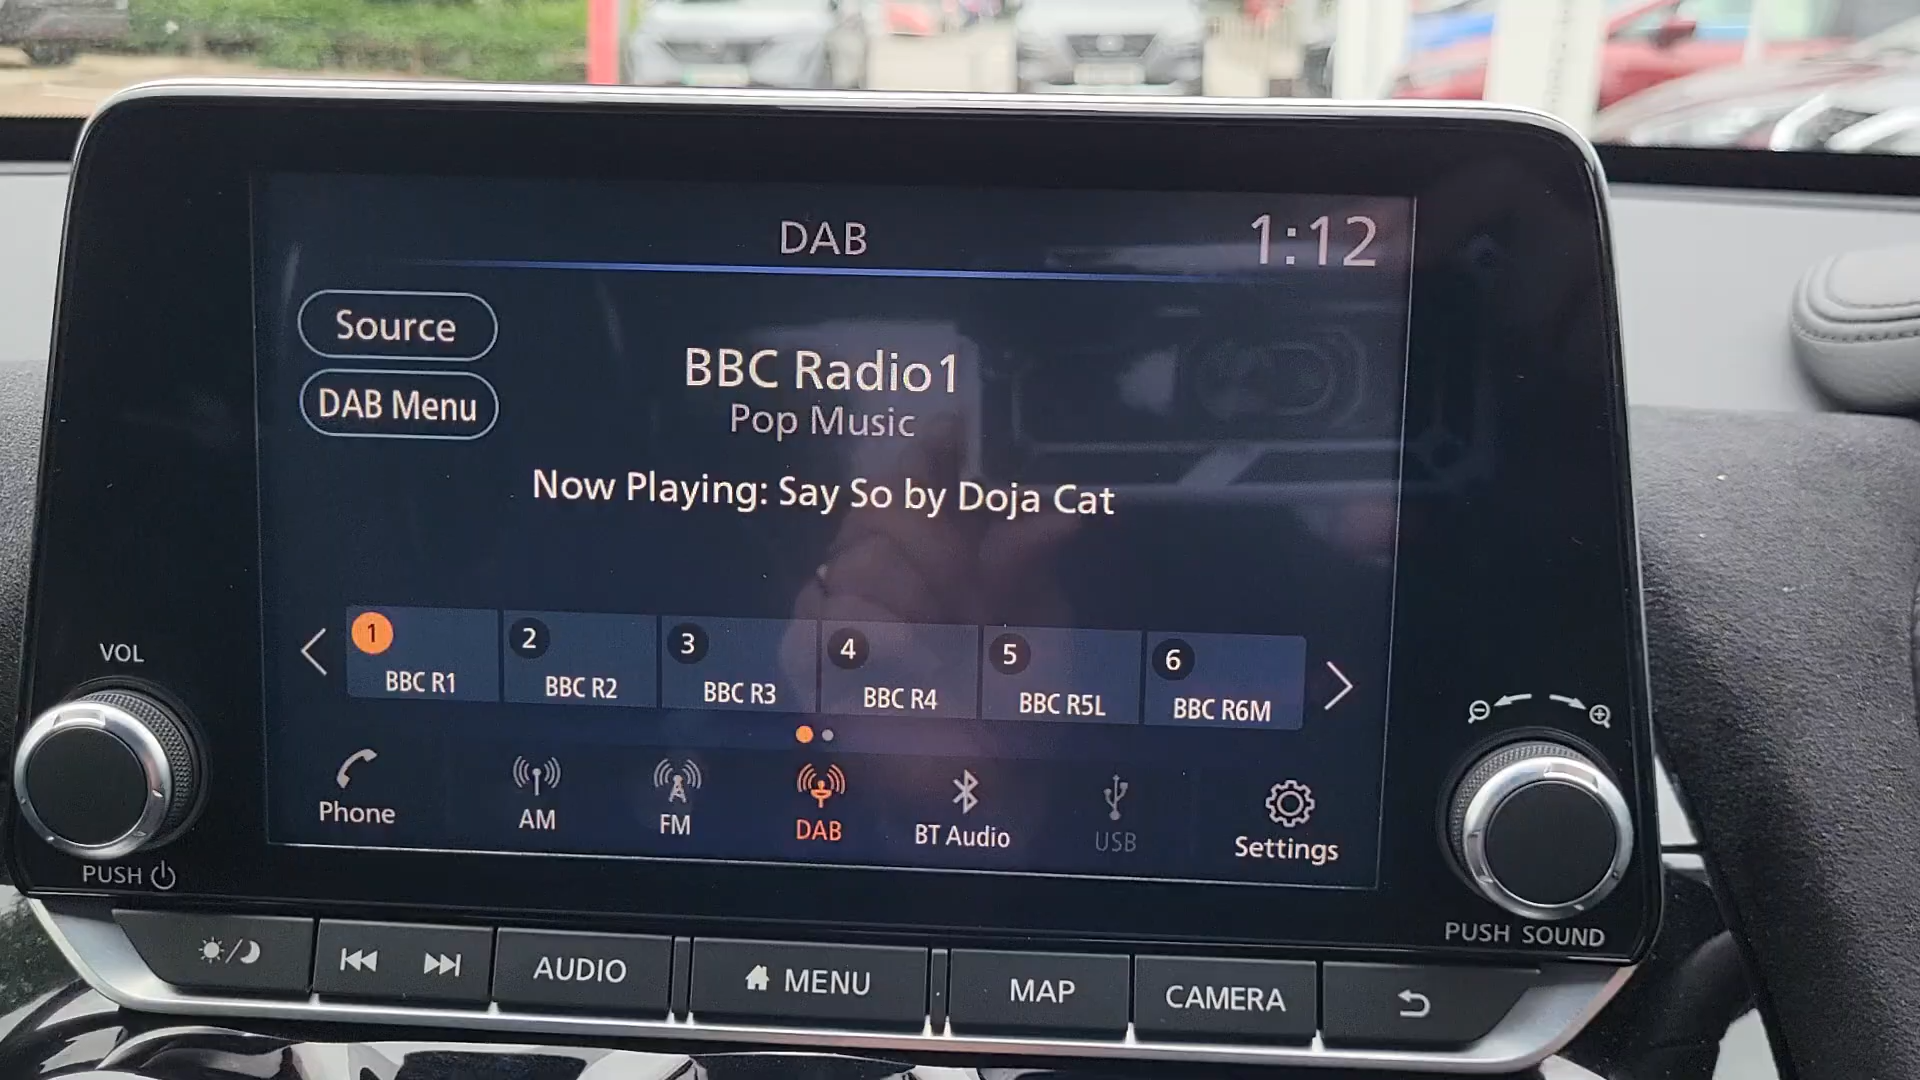 DAB
1:12
Source
DAB Menu
BBC Radio1
Pop Music
Now Playing: Say So by Doja Cat
1
BBC R1
2
BBC R2
3
BBC R3
4
BBC R4
5
BBC R5L
6
BBC R6M
Phone
AM
FM
DAB
BT Audio
USB
Settings
VOL
PUSH
PUSH SOUND
AUDIO
MENU
MAP
CAMERA